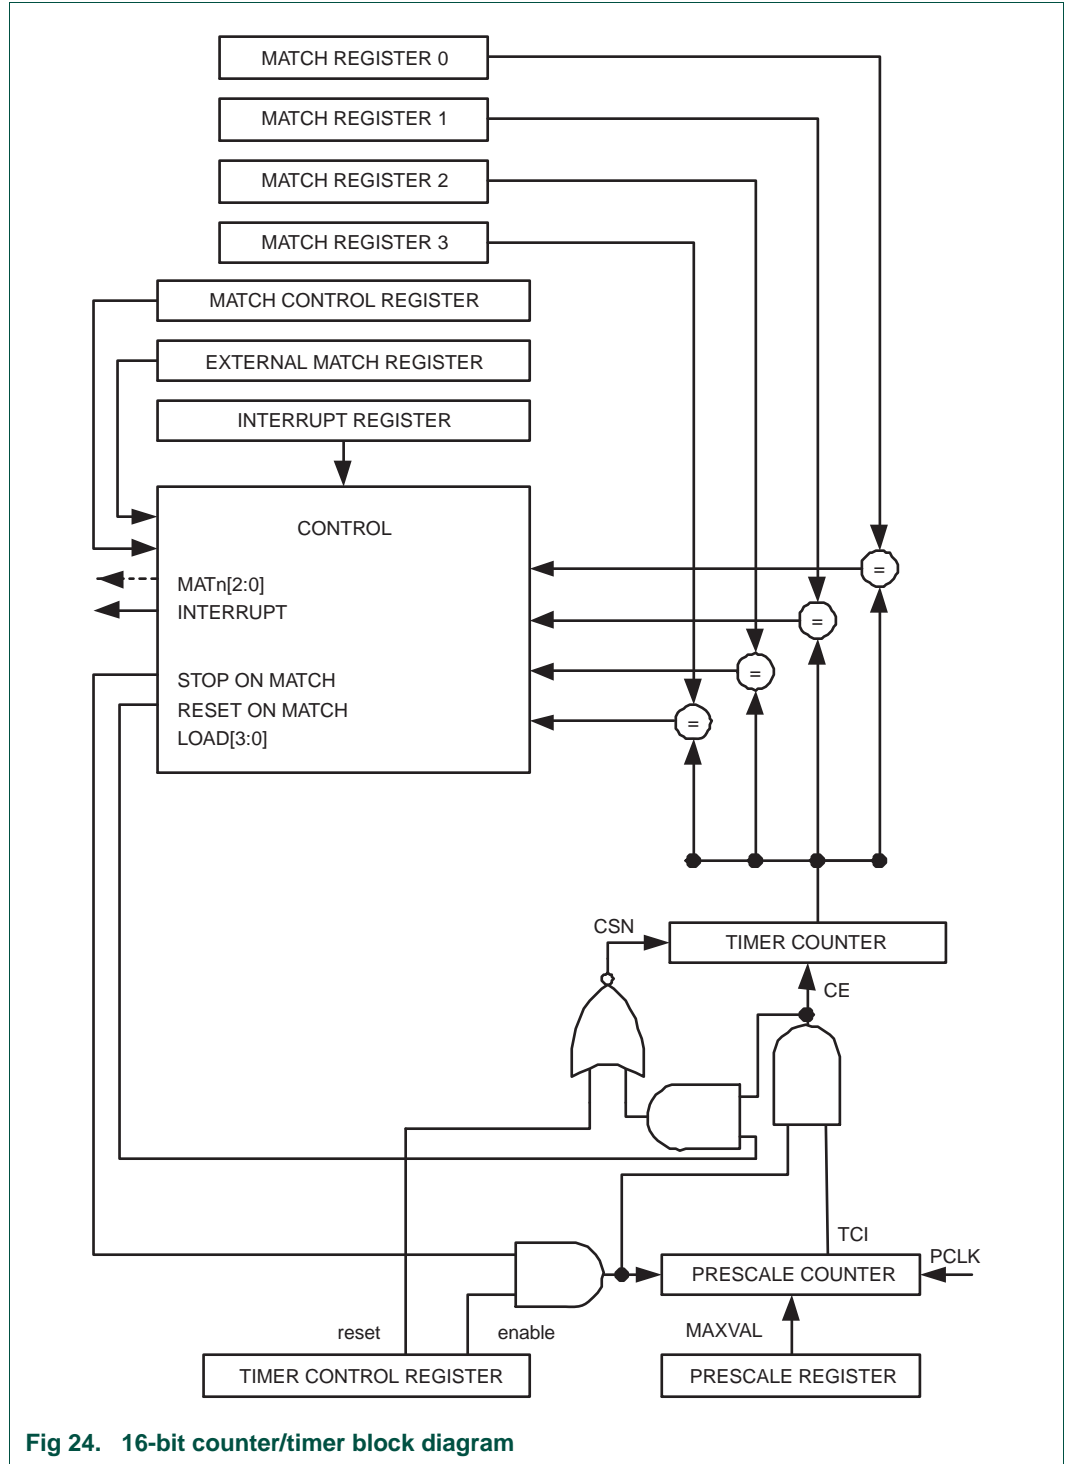 MATCH REGISTER 0
MATCH REGISTER 1
MATCH REGISTER 2
MATCH REGISTER 3
MATCH CONTROL REGISTER
EXTERNAL MATCH REGISTER
INTERRUPT REGISTER
CONTROL
=
MATn[2:0]
INTERRUPT
=
=
STOP ON MATCH
RESET ON MATCH
=
LOAD[3:0]
CSN
TIMER COUNTER
CE
TCI
PCLK
PRESCALE COUNTER
reset
enable
MAXVAL
TIMER CONTROL REGISTER
PRESCALE REGISTER
Fig 24. 16-bit counter/timer block diagram